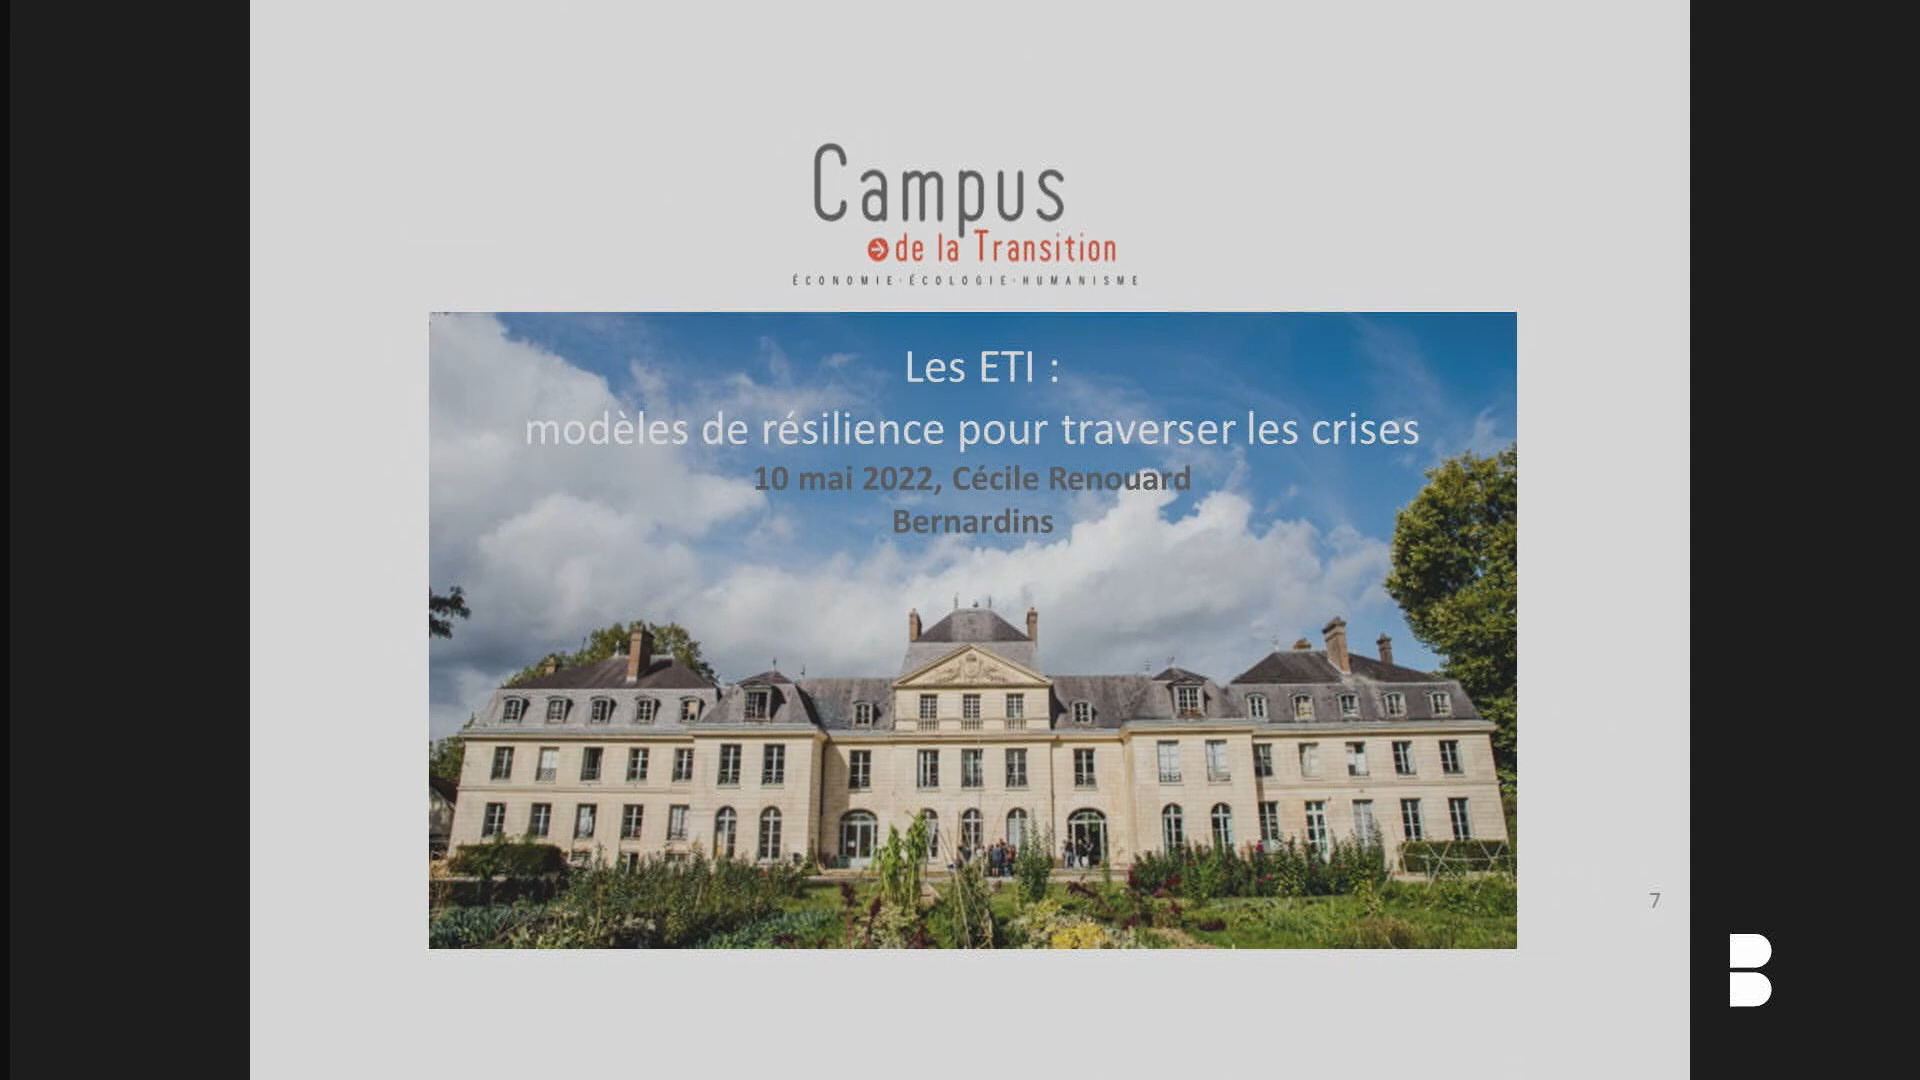 Campus
de la Transition
ÉCONOMIE·ÉCOLOGIE·HUMANISME
Les ETI :
modèles de résilience pour traverser les crises
10 mai 2022, Cécile Renouard
Bernardins
7
B